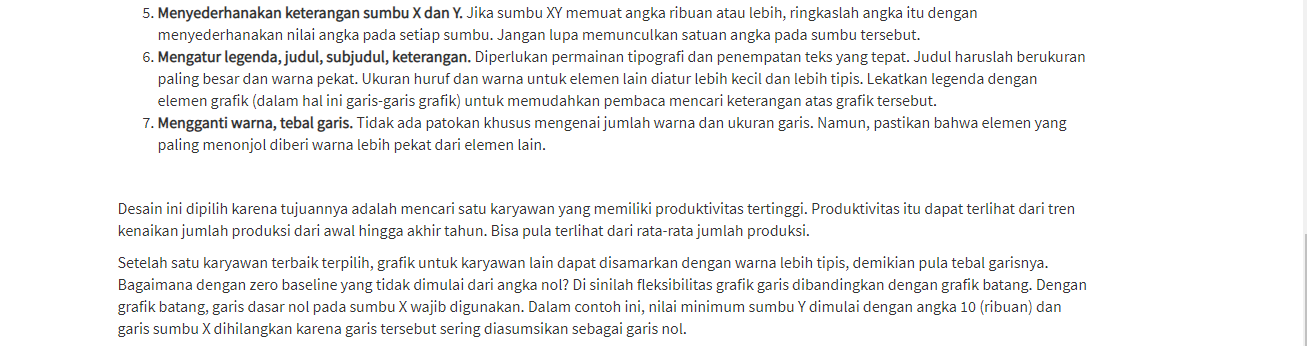 5. Menyederhanakan keterangan sumbu X dan Y. Jika sumbu XY memuat angka ribuan atau lebih, ringkaslah angka itu dengan
menyederhanakan nilai angka pada setiap sumbu. Jangan lupa memunculkan satuan angka pada sumbu tersebut.
6. Mengatur legenda, judul, subjudul, keterangan. Diperlukan permainan tipografi dan penempatan teks yang tepat. Judul haruslah berukuran
paling besar dan warna pekat. Ukuran huruf dan warna untuk elemen lain diatur lebih kecil dan lebih tipis. Lekatkan legenda dengan
elemen grafik (dalam hal ini garis-garis grafik) untuk memudahkan pembaca mencari keterangan atas grafik tersebut.
7. Mengganti warna, tebal garis. Tidak ada patokan khusus mengenai jumlah warna dan ukuran garis. Namun, pastikan bahwa elemen yang
paling menonjol diberi warna lebih pekat dari elemen lain.
Desain ini dipilih karena tujuannya adalah mencari satu karyawan yang memiliki produktivitas tertinggi. Produktivitas itu dapat terlihat dari tren
kenaikan jumlah produksi dari awal hingga akhir tahun. Bisa pula terlihat dari rata-rata jumlah produksi.
Setelah satu karyawan terbaik terpilih, grafik untuk karyawan lain dapat disamarkan dengan warna lebih tipis, demikian pula tebal garisnya.
Bagaimana dengan zero baseline yang tidak dimulai dari angka nol? Di sinilah fleksibilitas grafik garis dibandingkan dengan grafik batang. Dengan
grafik batang, garis dasar nol pada sumbu X wajib digunakan. Dalam contoh ini, nilai minimum sumbu Y dimulai dengan angka 10 (ribuan) dan
garis sumbu X dihilangkan karena garis tersebut sering diasumsikan sebagai garis nol.